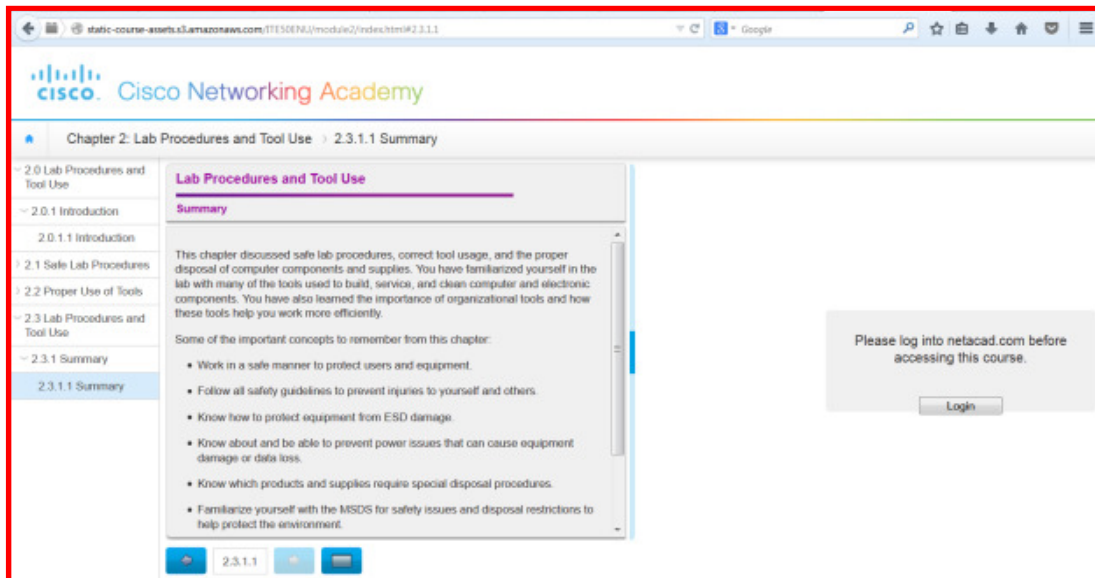 static-course-assets.s3.amazonaws.com/ITE50ENU/module2/index.html#2.3.1.1
Google
CISCO. Cisco Networking Academy
Chapter 2: Lab Procedures and Tool Use 2.3.1.1 Summary
2.0 Lab Procedures and
Tool Use
2.0.1 Introduction
2.0.1.1 Introduction
2.1 Safe Lab Procedures
2.2 Proper Use of Tools
2.3 Lab Procedures and
Tool Use
2.3.1 Summary
2.3.1.1 Summary
Lab Procedures and Tool Use
Summary
This chapter discussed safe lab procedures, correct tool usage, and the proper
disposal of computer components and supplies. You have familiarized yourself in the
lab with many of the tools used to build, service, and clean computer and electronic
components. You have also learned the importance of organizational tools and how
these tools help you work more efficiently.
Some of the important concepts to remember from this chapter:
• Work in a safe manner to protect users and equipment.
• Follow all safety guidelines to prevent injuries to yourself and others.
• Know how to protect equipment from ESD damage.
• Know about and be able to prevent power issues that can cause equipment
damage or data loss.
• Know which products and supplies require special disposal procedures.
• Familiarize yourself with the MSDS for safety issues and disposal restrictions to
help protect the environment.
2.3.1.1
Please log into netacad.com before
accessing this course.
Login